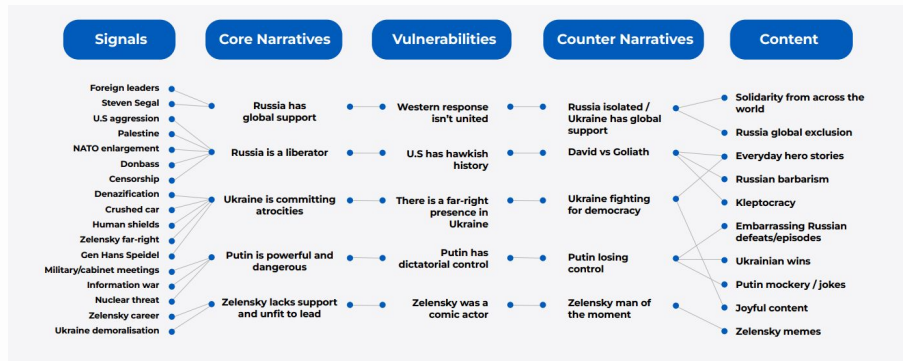 Signals
Core Narratives
Vulnerabilities
Counter Narratives
Content
Foreign leaders
Steven Segal
U.S aggression
Palestine
NATO enlargement
Donbass
Censorship
Denazification
Crushed car
Human shields
Zelensky far-right
Gen Hans Speidel
Military/cabinet meetings
Information war
Nuclear threat
Zelensky career
Ukraine demoralisation
Russia has
global support
Russia is a liberator
Ukraine is committing
atrocities
Putin is powerful and
dangerous
Zelensky lacks support
and unfit to lead
Western response
isn't united
U.S has hawkish
history
There is a far-right
presence in
Ukraine
Putin has
dictatorial control
Zelensky was a
comic actor
Russia isolated /
Ukraine has global
support
David vs Goliath
Ukraine fighting
for democracy
Putin losing
control
Zelensky man of
the moment
Solidarity from across the
world
Russia global exclusion
Everyday hero stories
Russian barbarism
Kleptocracy
Embarrassing Russian
defeats/episodes
Ukrainian wins
Putin mockery / jokes
Joyful content
Zelensky memes